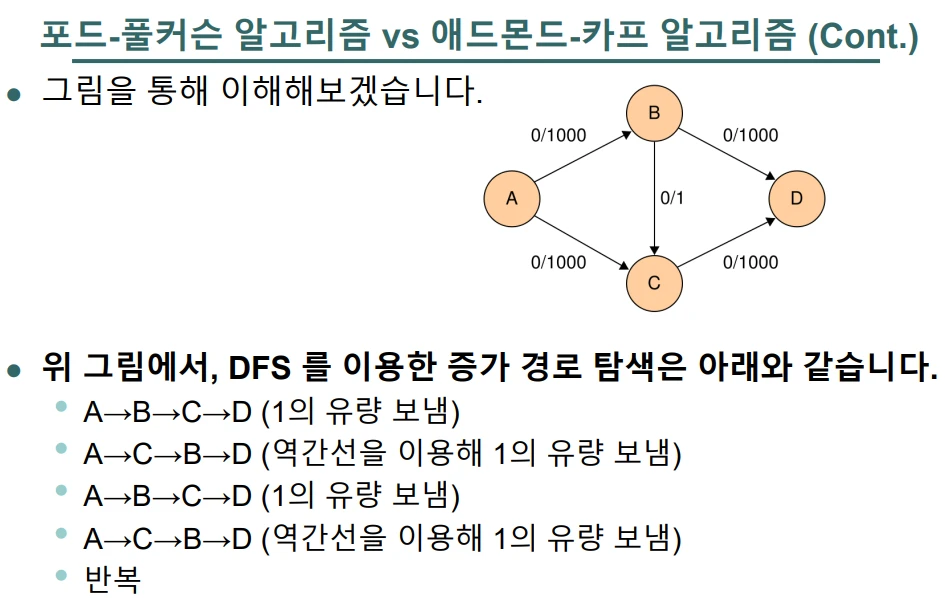 포드-풀커슨 알고리즘 vs 애드몬드-카프 알고리즘 (Cont.)
● 그림을 통해 이해해보겠습니다.
B
0/1000
0/1000
A
0/1
D
0/1000
0/1000
C
● 위 그림에서, DFS 를 이용한 증가 경로 탐색은 아래와 같습니다.
● A→B→C→D (1의 유량 보냄)
● A→C→B→D (역간선을 이용해 1의 유량 보냄)
● A→B→C→D (1의 유량 보냄)
● A→C→B→D (역간선을 이용해 1의 유량 보냄)
● 반복